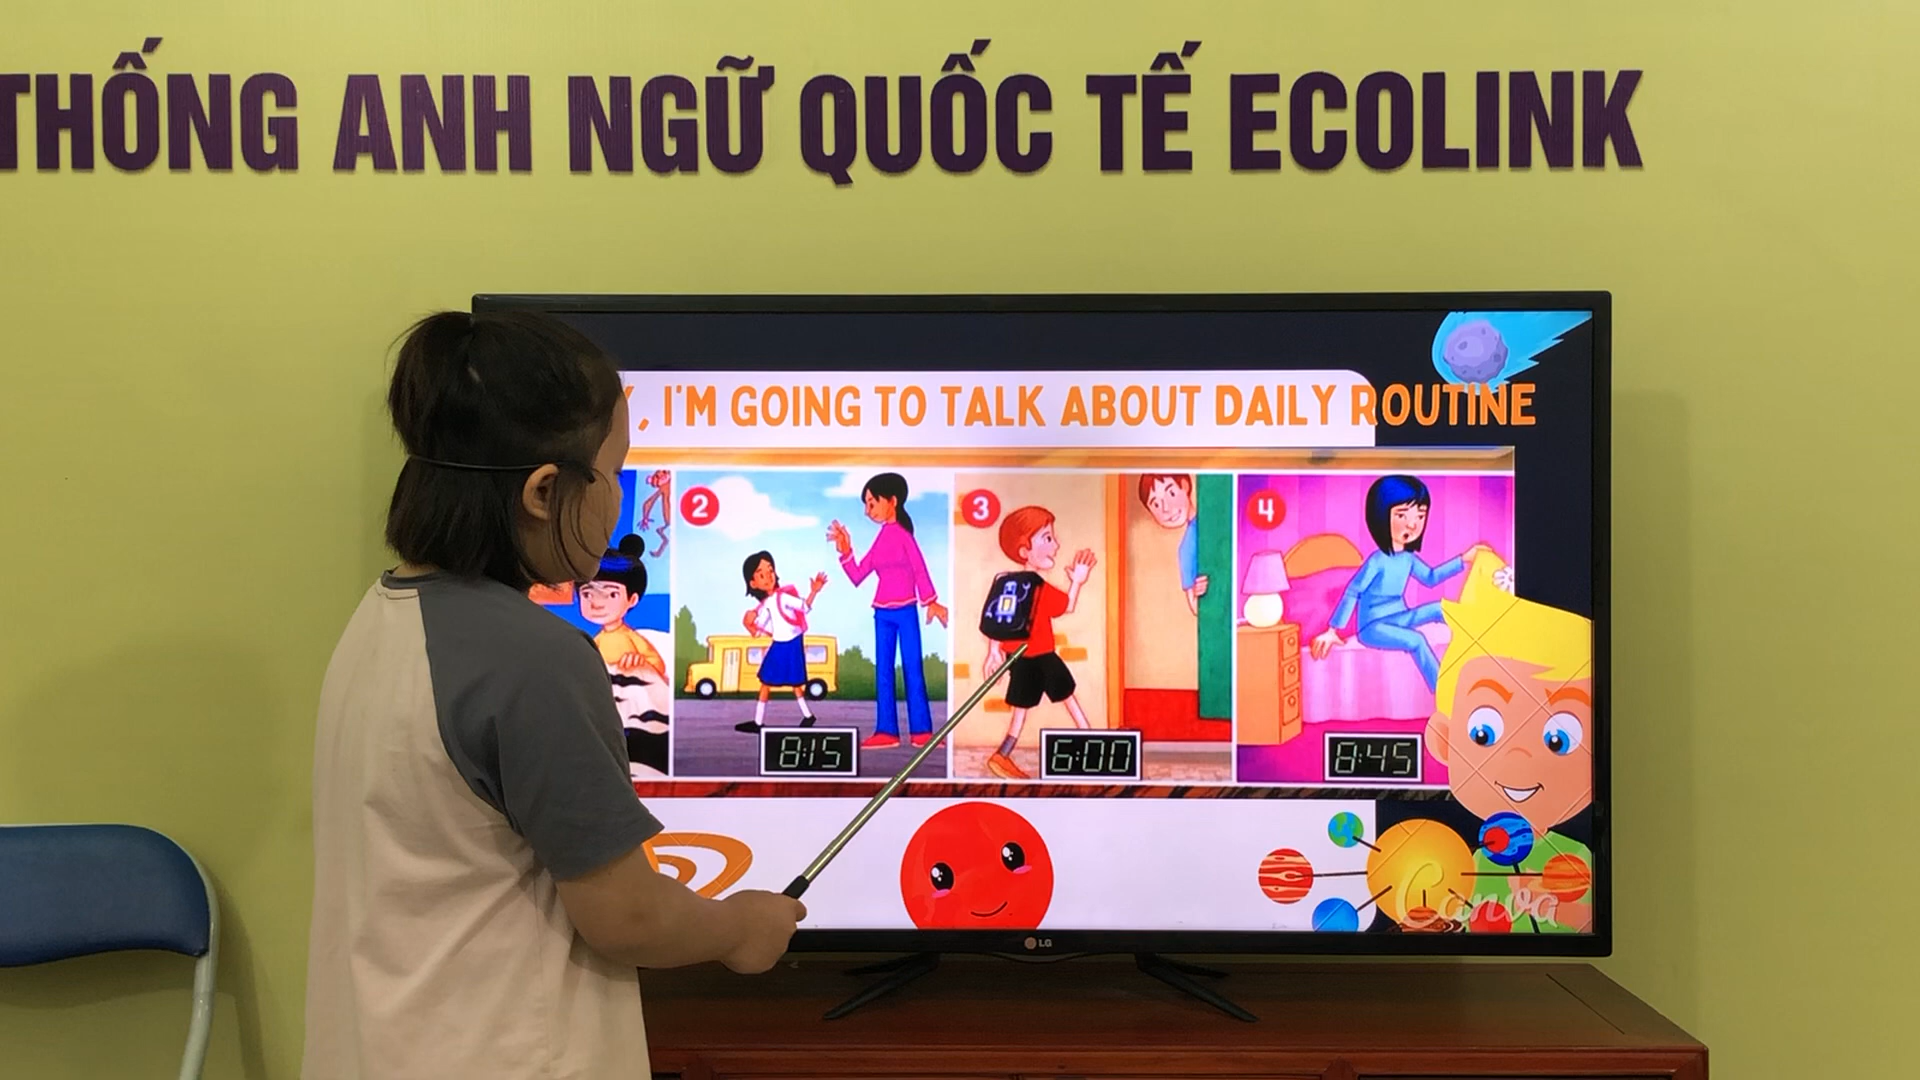 THỐNG ANH NGỮ QUỐC TẾ ECOLINK
, I'M GOING TO TALK ABOUT DAILY ROUTINE
2
3
4
8:15
6:00
8:45
Canva
LG